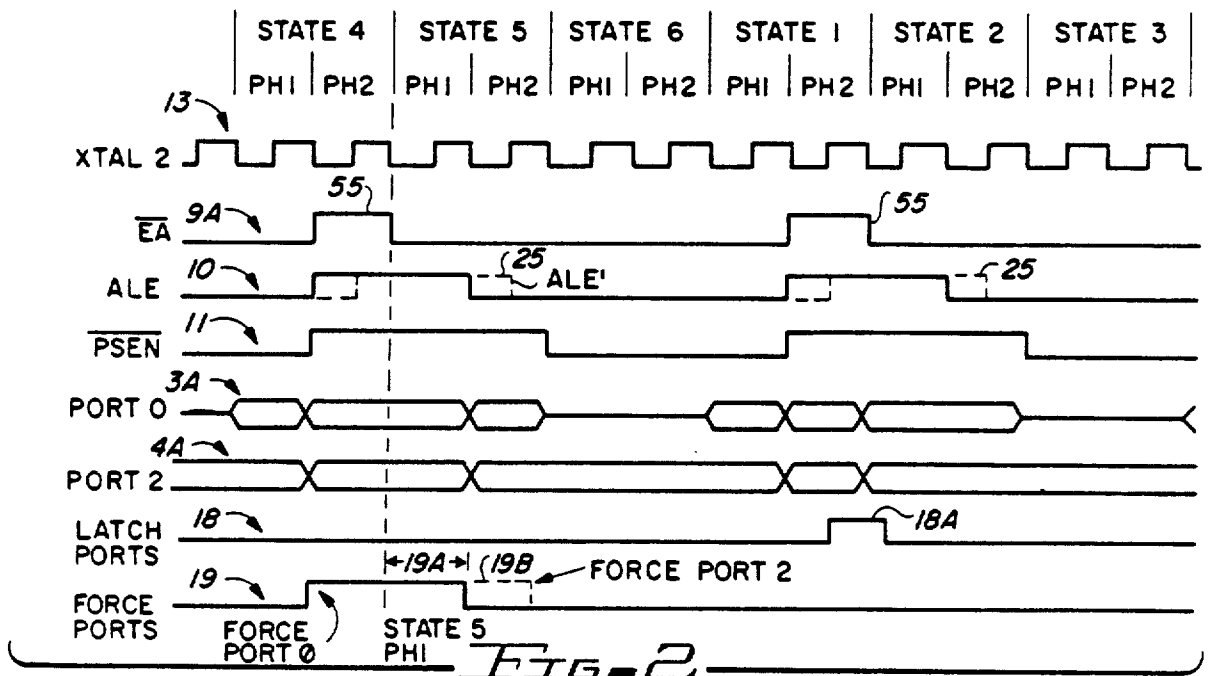 STATE 4 STATE 5 STATE 6 STATE 1 STATE 2 STATE 3
PH1 PH2 PH1 PH2 PH1 PH2 PH1 PH2 PH1 PH2 PH1 PH2
13
XTAL 2
55 55
EA 9A
ALE 10 25 ALE' 25
PSEN 11
PORT 0 3A
PORT 2 4A
LATCH PORTS 18 18A
19A 19B FORCE PORT 2
FORCE PORTS 19
FORCE PORT Ø
STATE 5 PH1
FIG-2